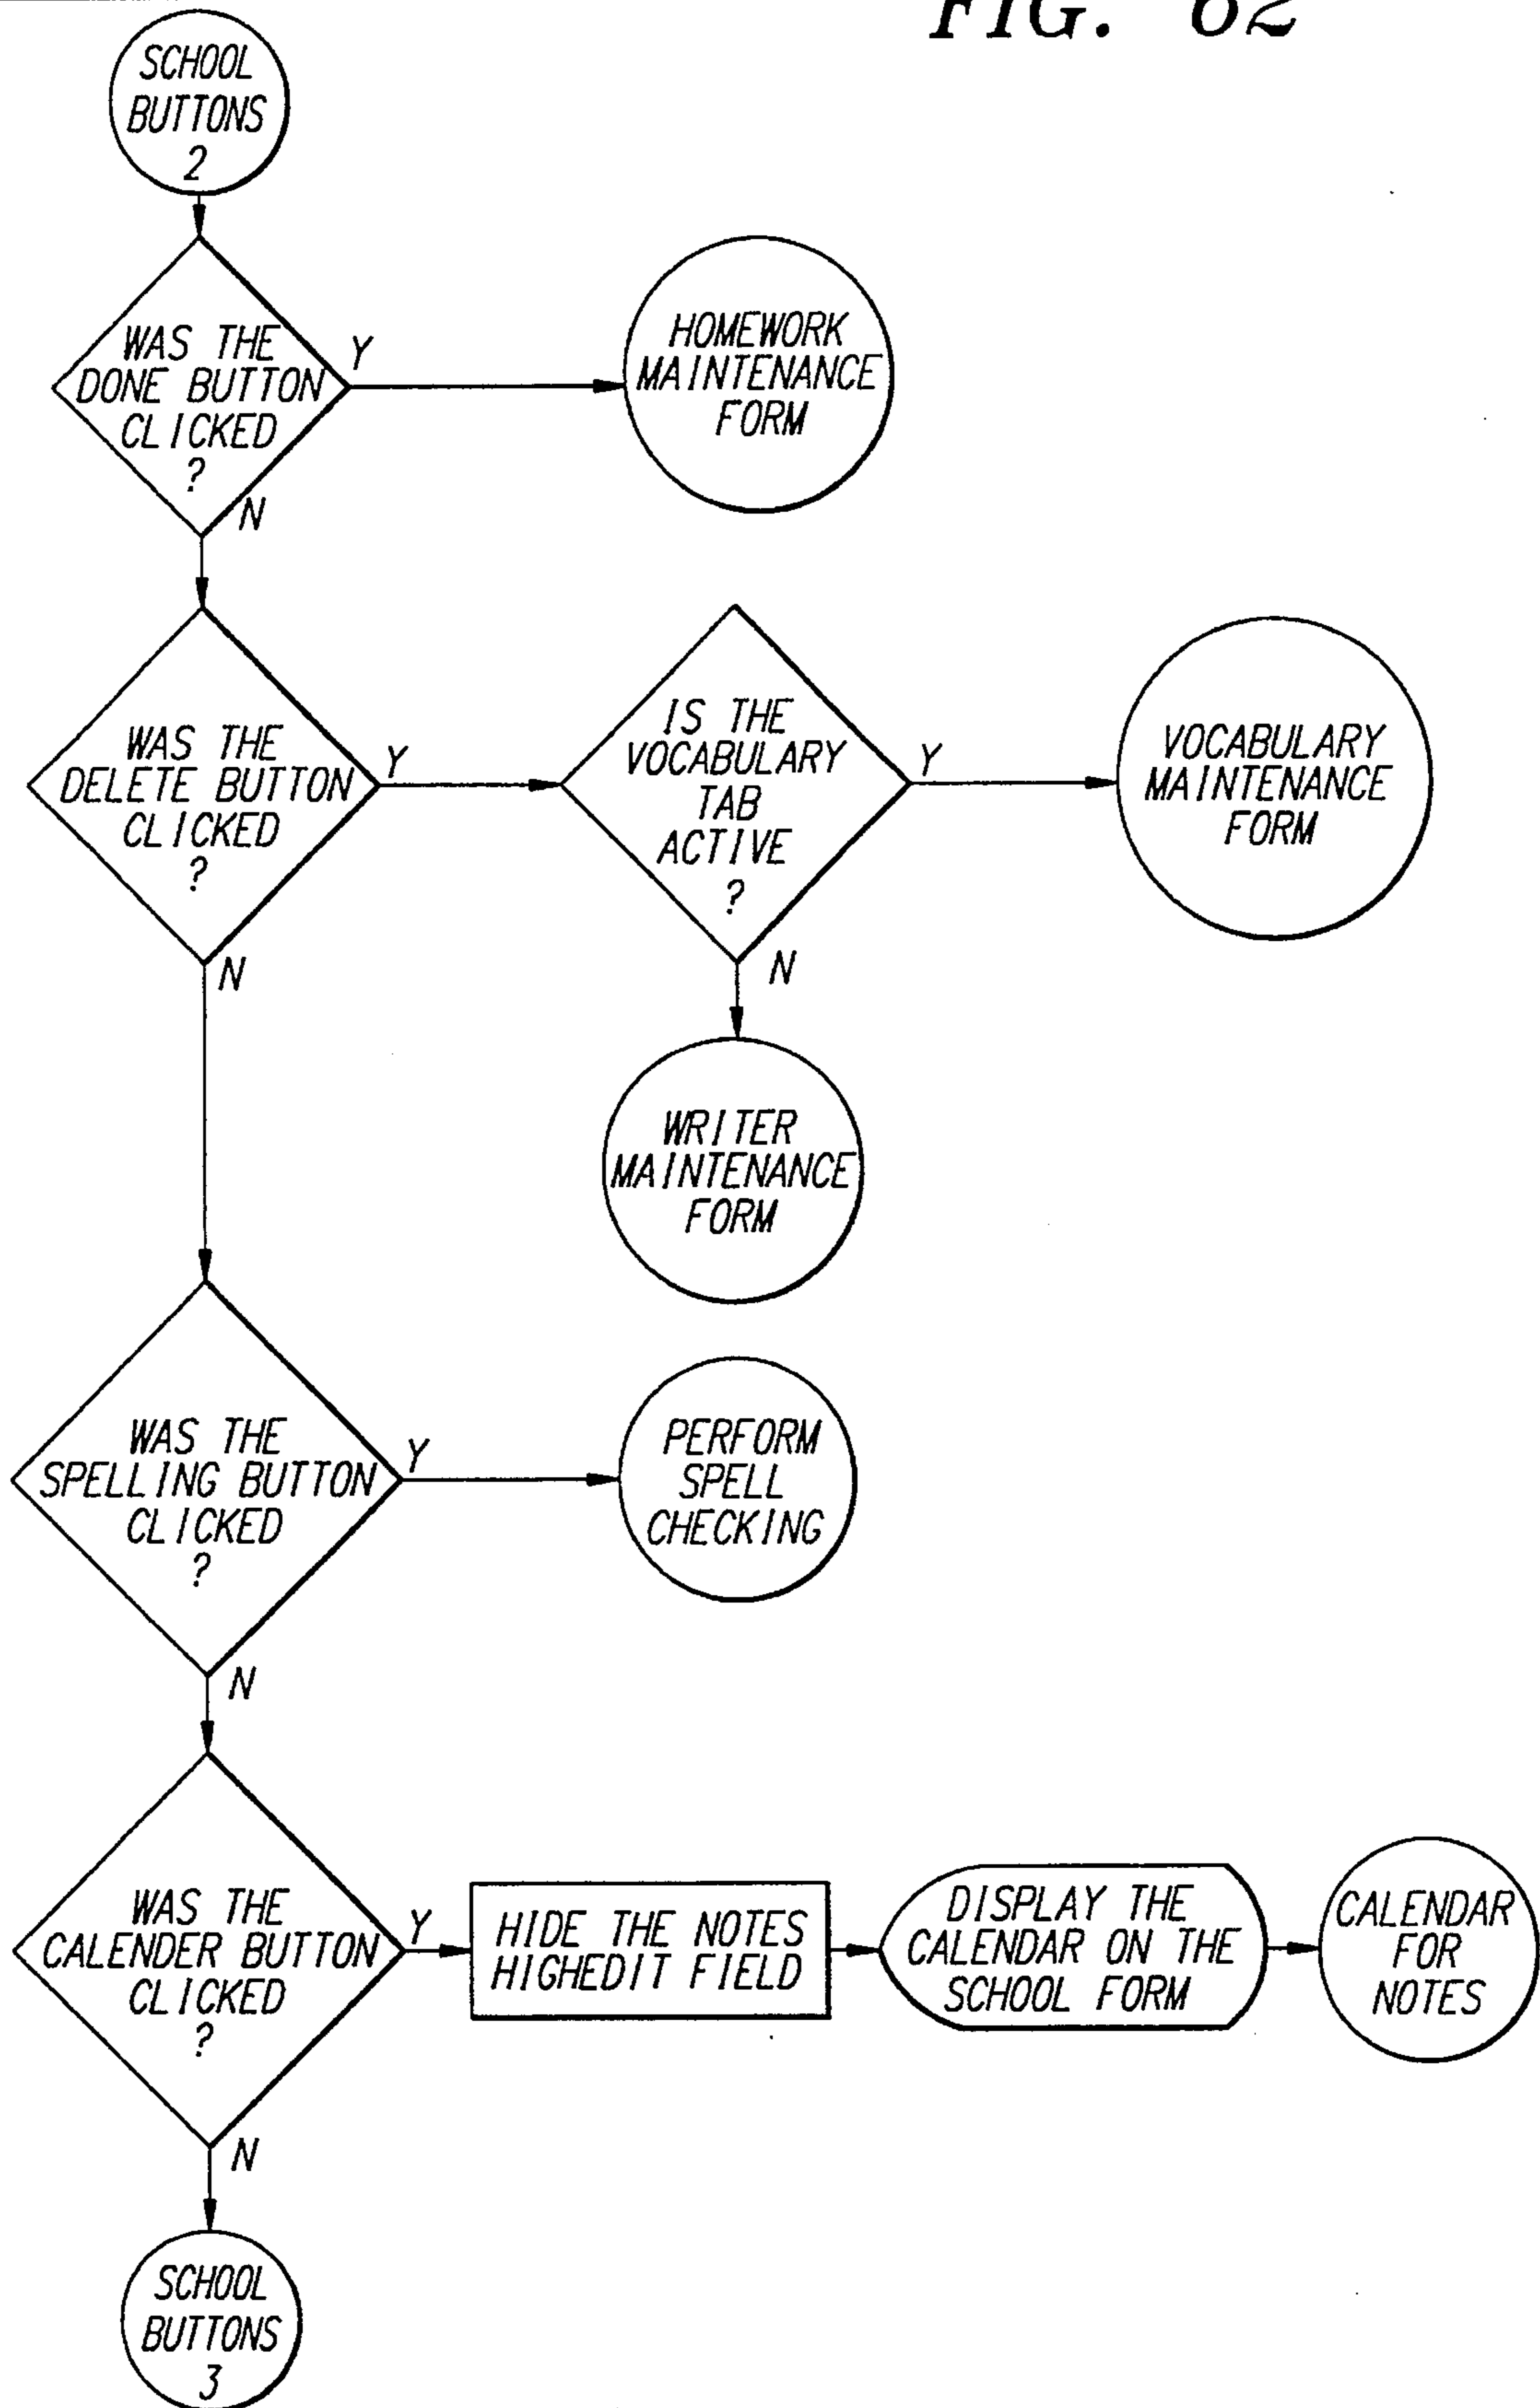 FIG. 62
SCHOOL
BUTTONS
2
WAS THE
DONE BUTTON
CLICKED
?
Y
N
HOMEWORK
MAINTENANCE
FORM
WAS THE
DELETE BUTTON
CLICKED
?
Y
N
IS THE
VOCABULARY
TAB
ACTIVE
?
Y
N
VOCABULARY
MAINTENANCE
FORM
WRITER
MAINTENANCE
FORM
WAS THE
SPELLING BUTTON
CLICKED
?
Y
N
PERFORM
SPELL
CHECKING
WAS THE
CALENDER BUTTON
CLICKED
?
Y
N
HIDE THE NOTES
HIGHEDIT FIELD
DISPLAY THE
CALENDAR ON THE
SCHOOL FORM
CALENDAR
FOR
NOTES
SCHOOL
BUTTONS
3